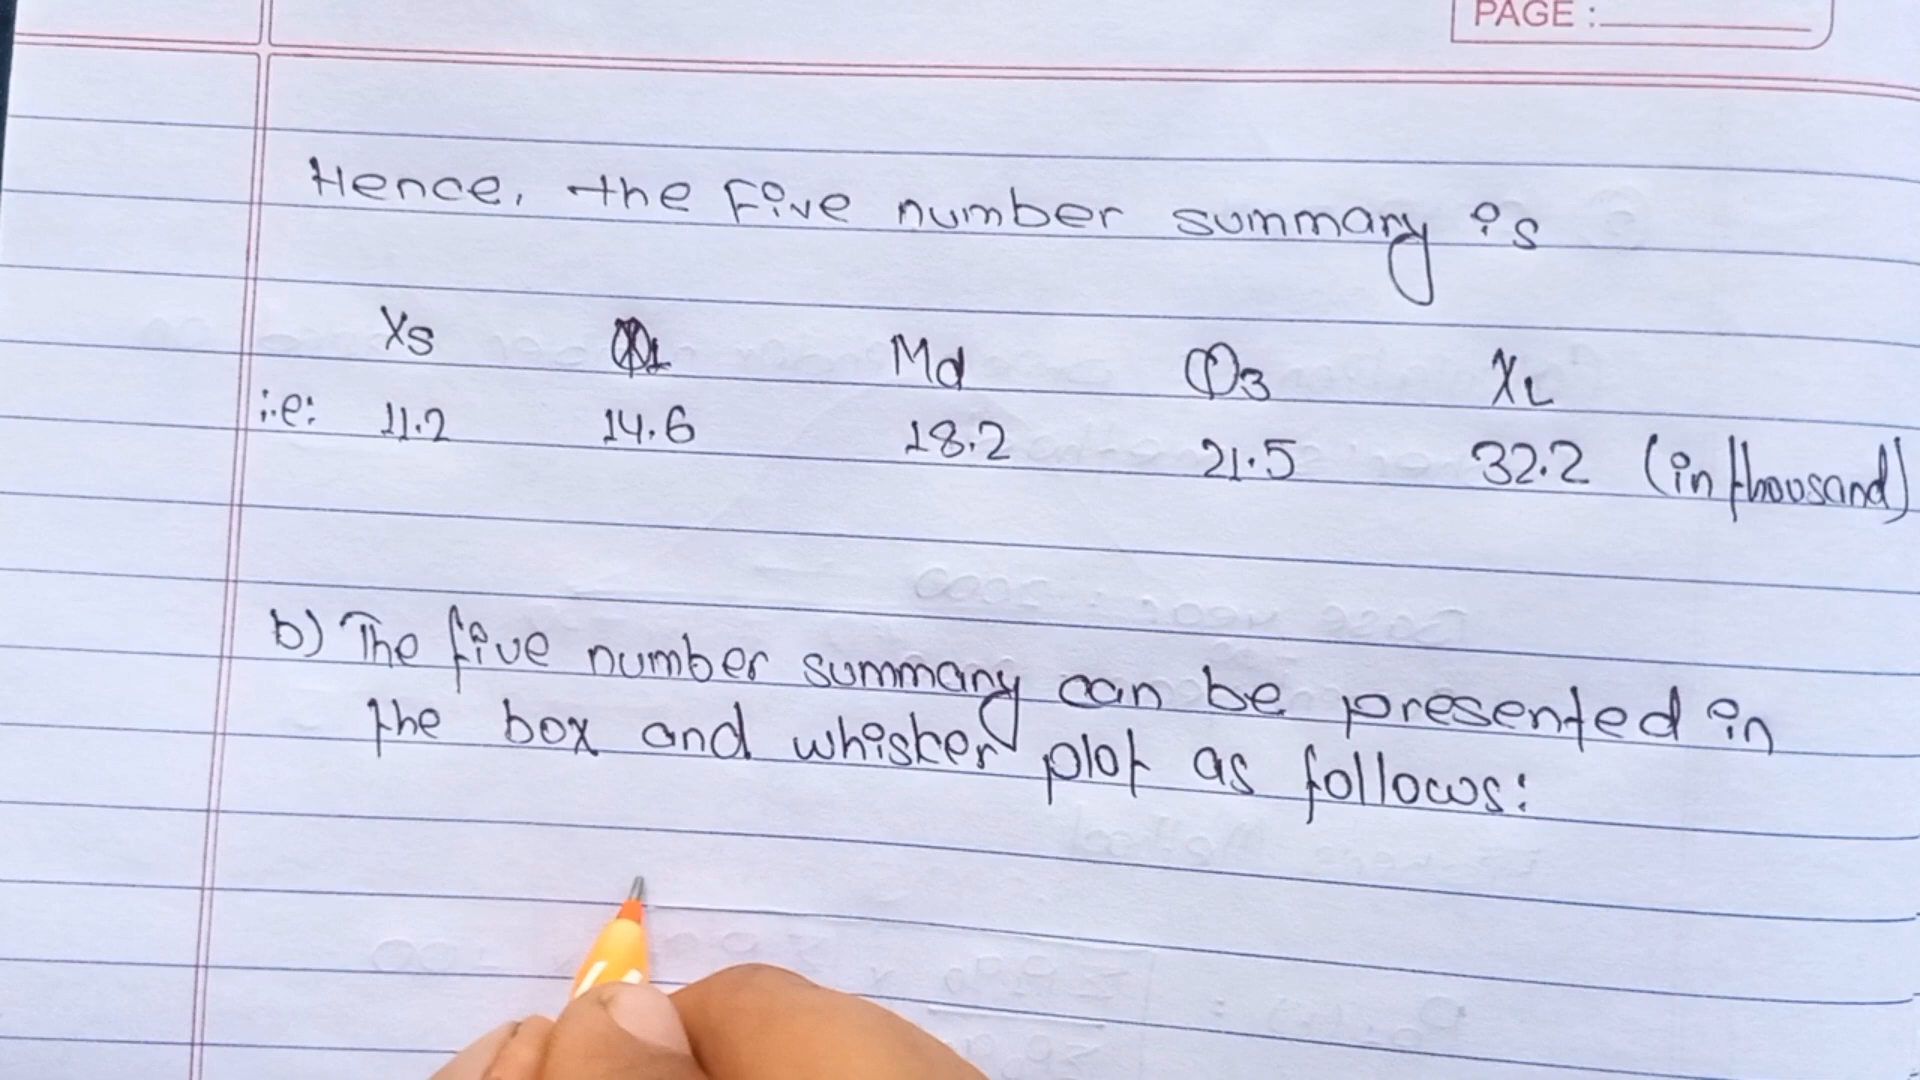 PAGE :
Hence, the Five number summary is
Xs Q1 Md Q3 XL
i.e: 11.2 14.6 18.2 21.5 32.2 (in thousand)
b) The five number summary can be presented in
the box and whisker plot as follows: